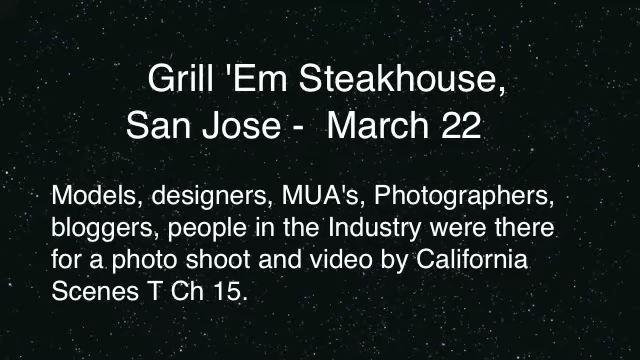 Grill 'Em Steakhouse,
San Jose -  March 22
Models, designers, MUA's, Photographers,
bloggers, people in the Industry were there
for a photo shoot and video by California
Scenes T Ch 15.